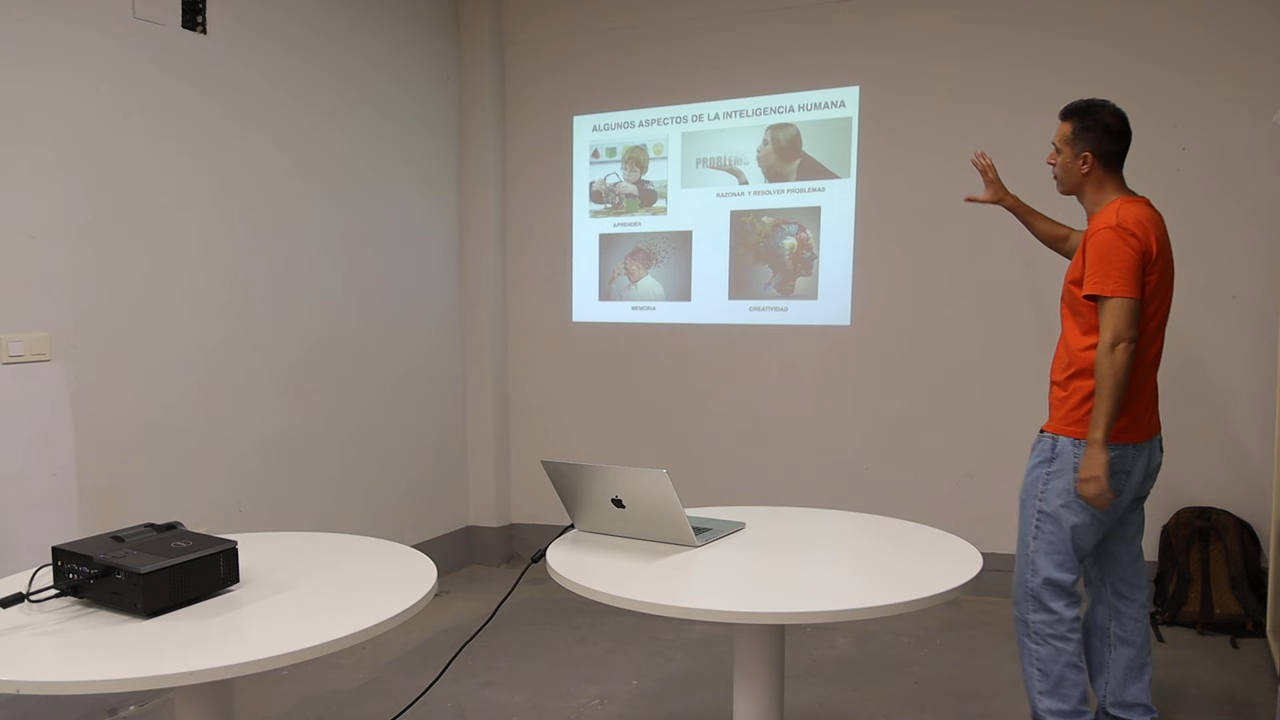 ALGUNOS ASPECTOS DE LA INTELIGENCIA HUMANA
PROBLEMS
RAZONAR Y RESOLVER PROBLEMAS
APRENDER
MEMORIA
CREATIVIDAD